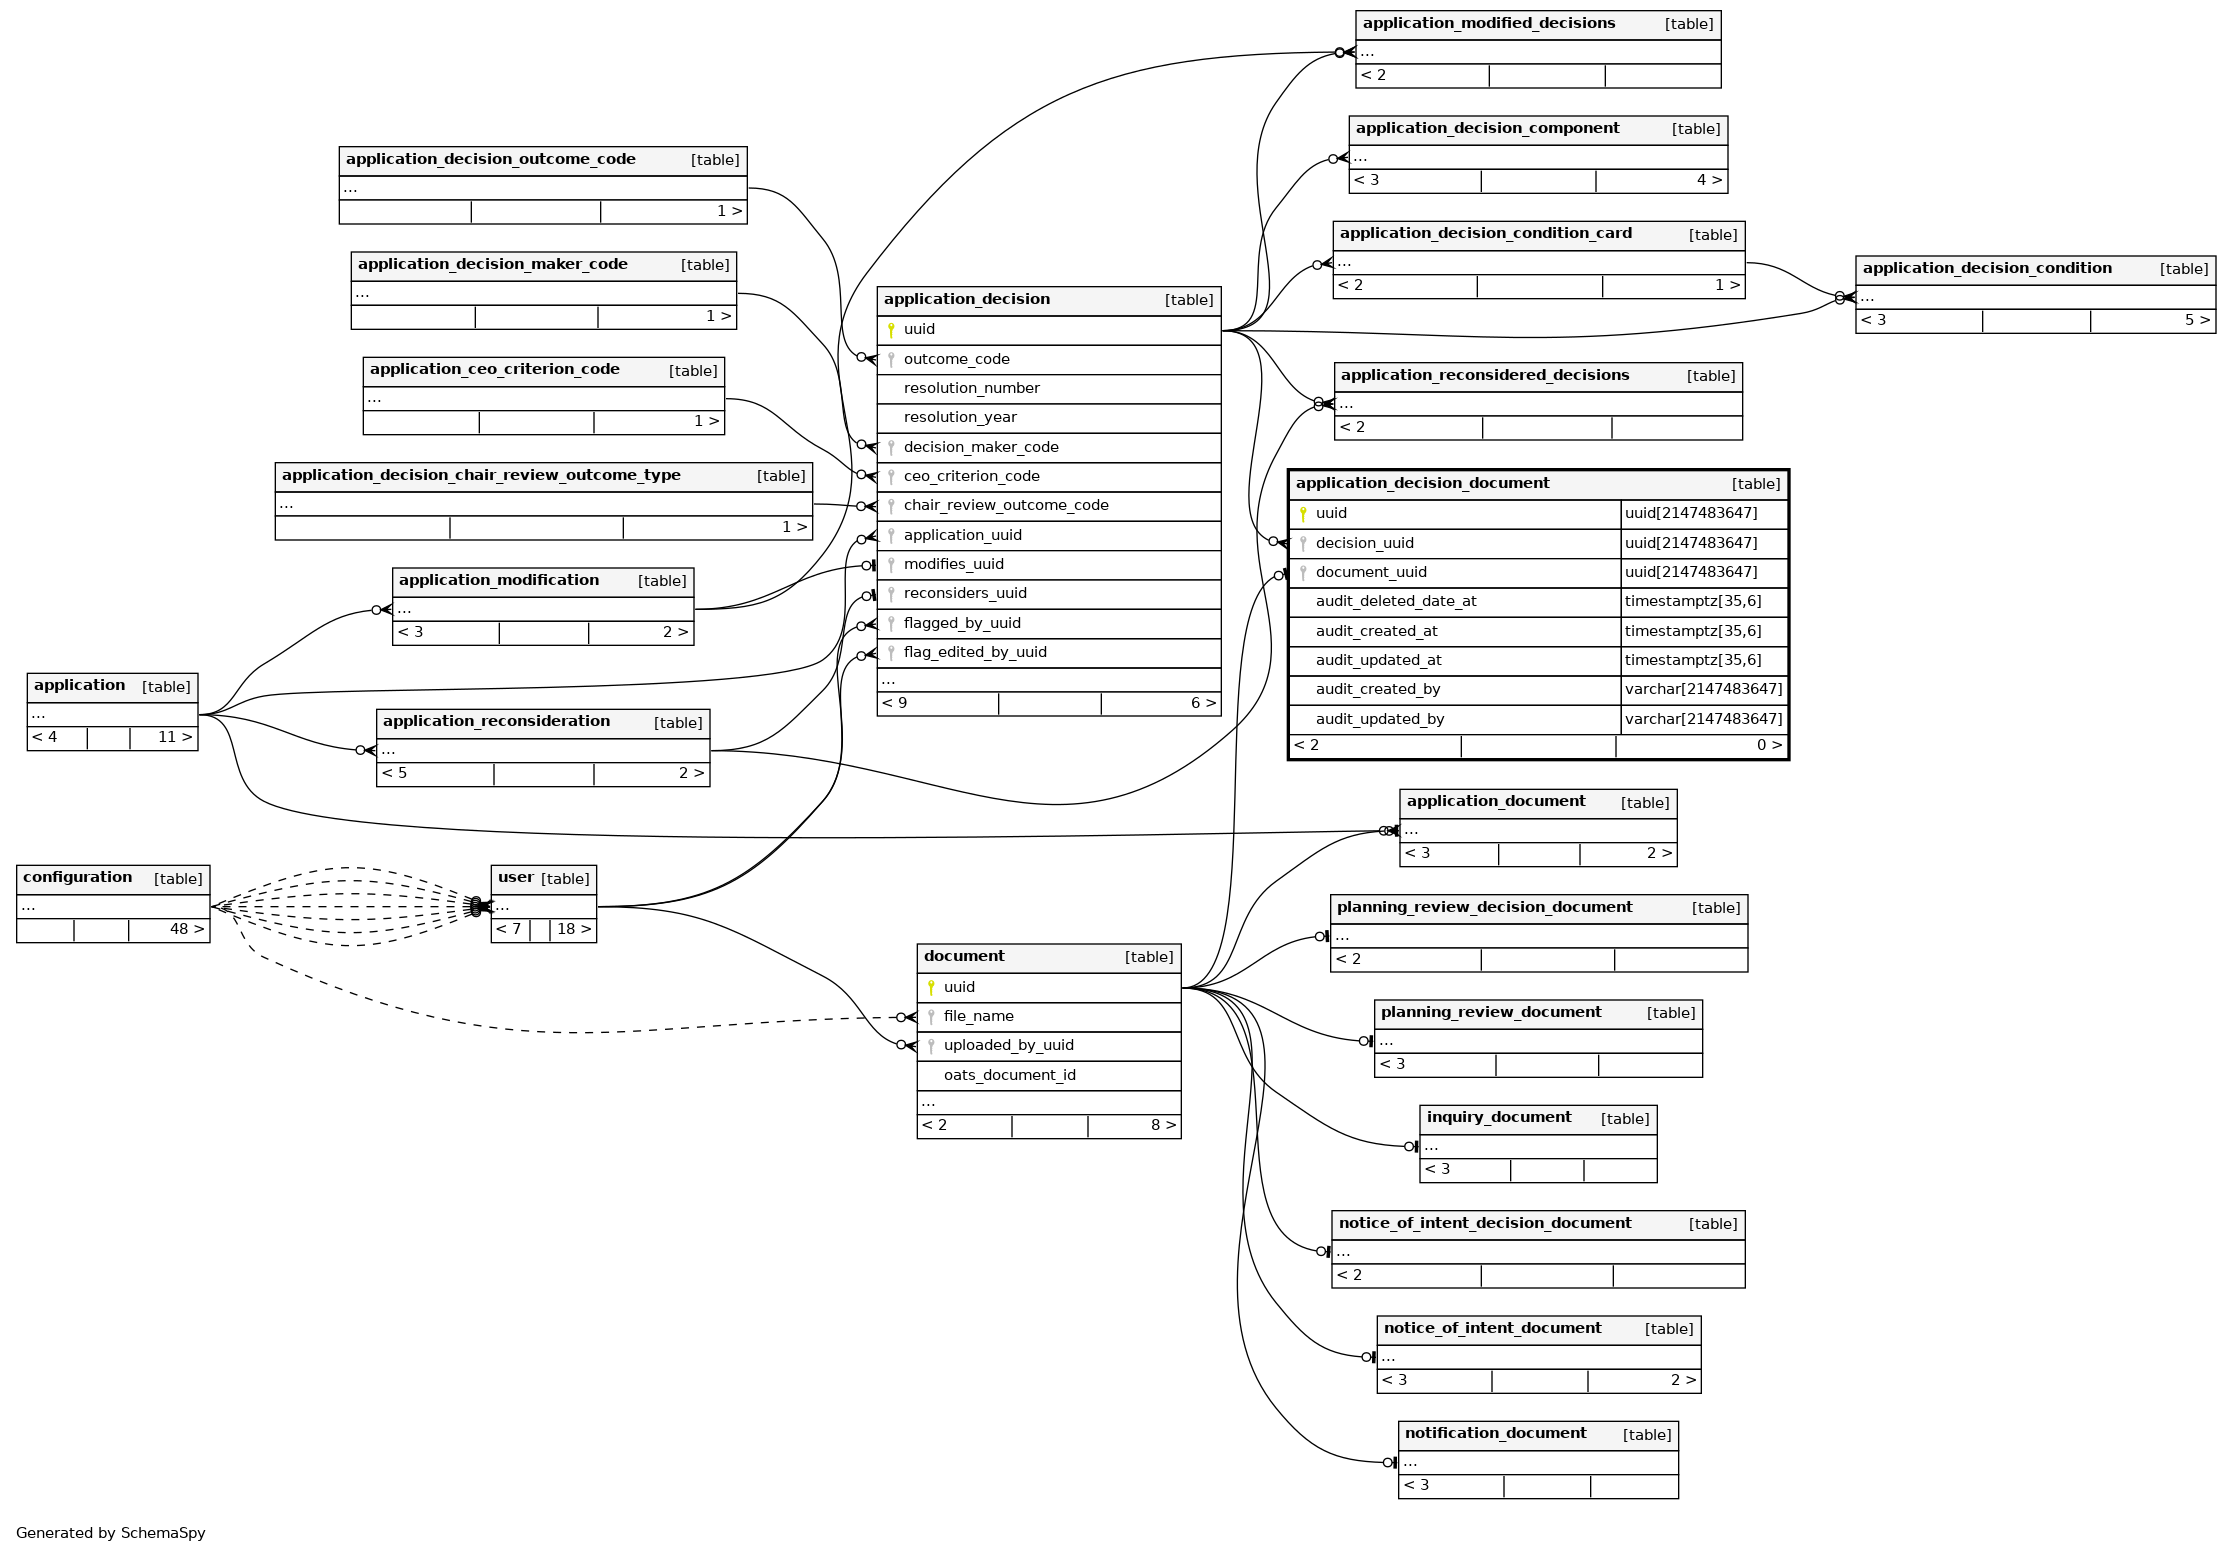 application_modified_decisions [table]
...
< 2
application_decision_component [table]
...
< 3 4 >
application_decision_outcome_code [table]
...
1 >
application_decision_condition_card [table]
...
< 2 1 >
application_decision_maker_code [table]
...
1 >
application_decision_condition [table]
...
< 3 5 >
application_decision [table]
uuid
outcome_code
resolution_number
resolution_year
decision_maker_code
ceo_criterion_code
chair_review_outcome_code
application_uuid
modifies_uuid
reconsiders_uuid
flagged_by_uuid
flag_edited_by_uuid
...
< 9 6 >
application_ceo_criterion_code [table]
...
1 >
application_reconsidered_decisions [table]
...
< 2
application_decision_chair_review_outcome_type [table]
...
1 >
application_decision_document [table]
uuid uuid[2147483647]
decision_uuid uuid[2147483647]
document_uuid uuid[2147483647]
audit_deleted_date_at timestamptz[35,6]
audit_created_at timestamptz[35,6]
audit_updated_at timestamptz[35,6]
audit_created_by varchar[2147483647]
audit_updated_by varchar[2147483647]
< 2 0 >
application_modification [table]
...
< 3 2 >
application [table]
...
< 4 11 >
application_reconsideration [table]
...
< 5 2 >
application_document [table]
...
< 3 2 >
configuration [table]
...
48 >
user [table]
...
< 7 18 >
planning_review_decision_document [table]
...
< 2
document [table]
uuid
file_name
uploaded_by_uuid
oats_document_id
...
< 2 8 >
planning_review_document [table]
...
< 3
inquiry_document [table]
...
< 3
notice_of_intent_decision_document [table]
...
< 2
notice_of_intent_document [table]
...
< 3 2 >
notification_document [table]
...
< 3
Generated by SchemaSpy